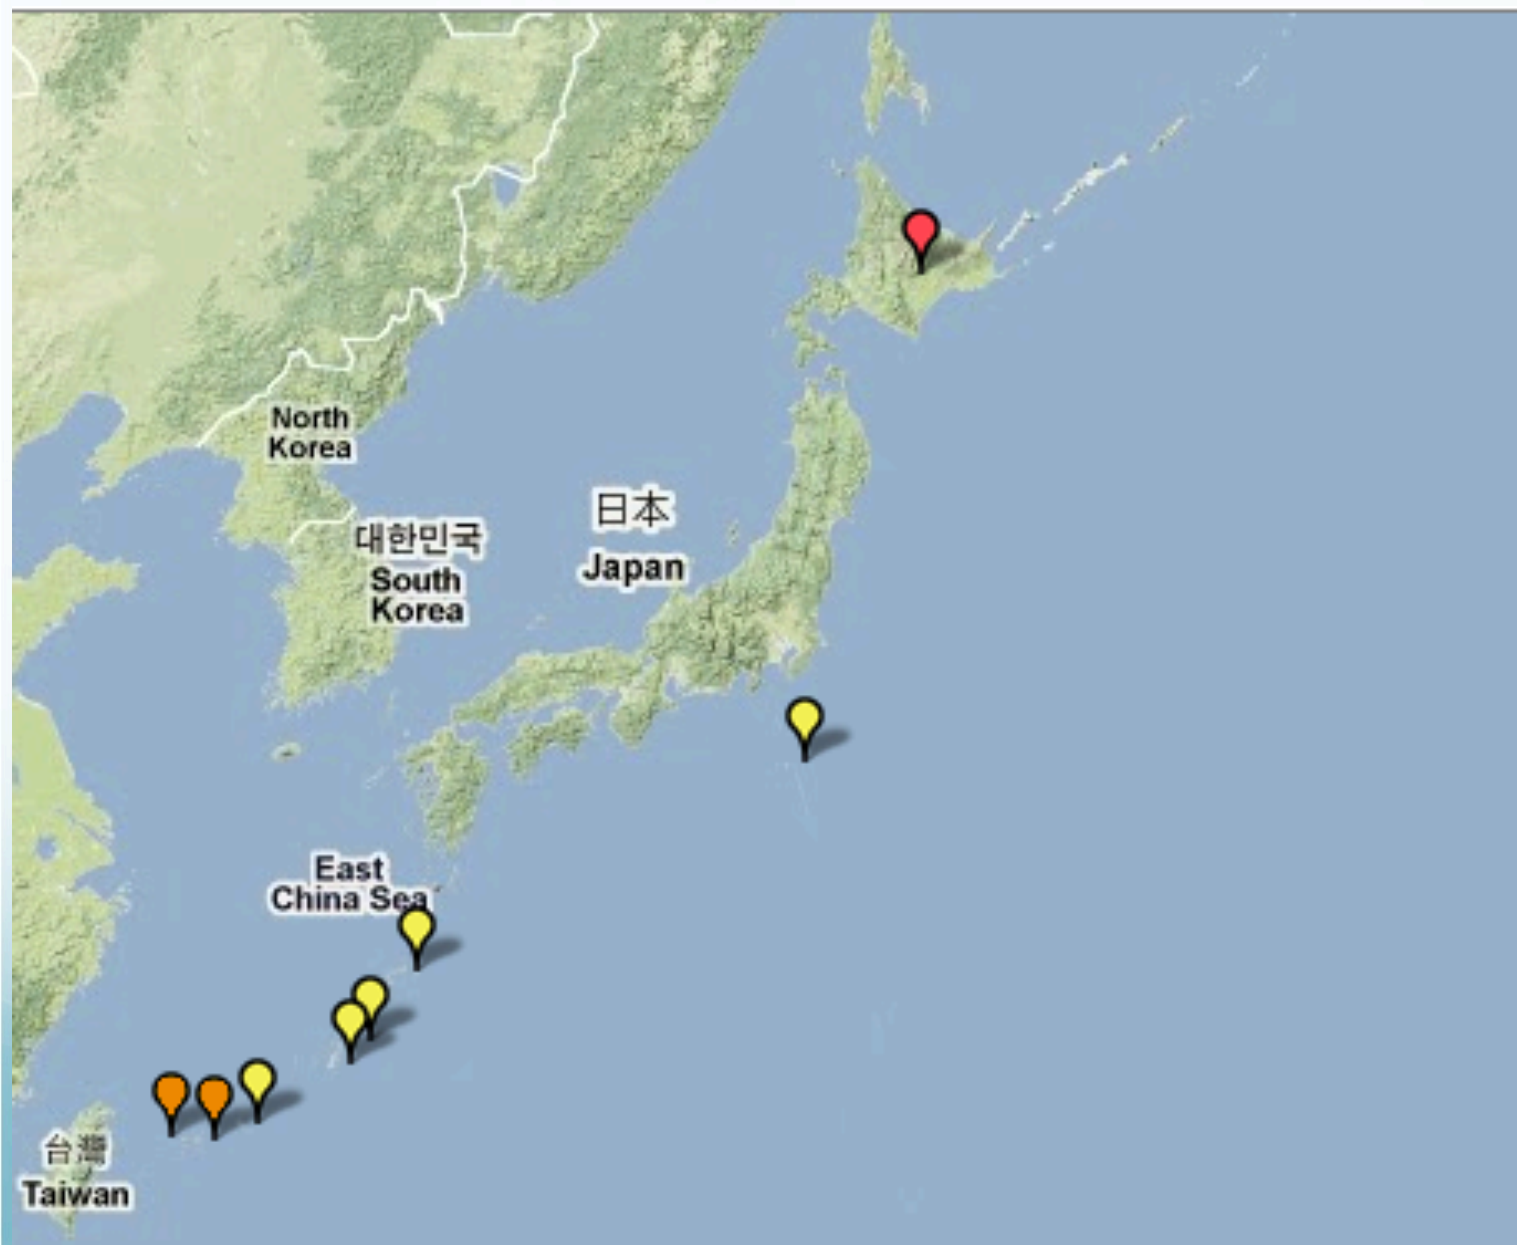 North
Korea
日本
Japan
대한민국
South
Korea
East
China Sea
台灣
Taiwan